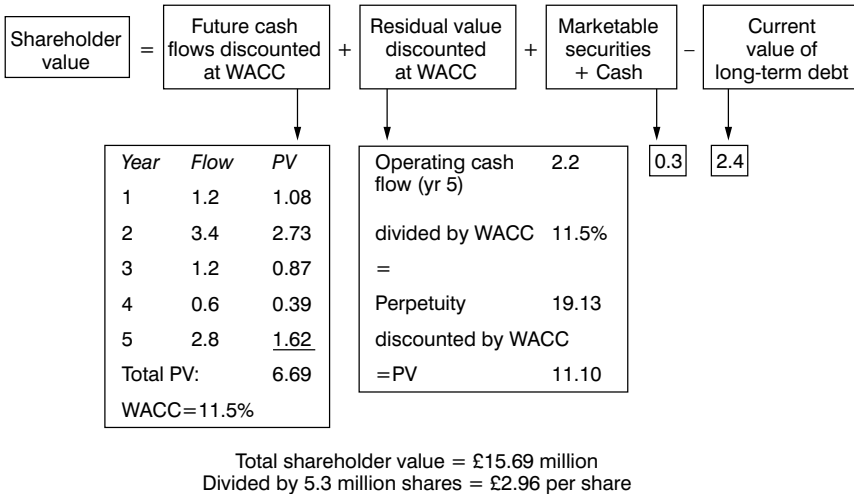 Shareholder
value
=
Future cash
flows discounted
at WACC
+
Residual value
discounted
at WACC
+
Marketable
securities
+ Cash
–
Current
value of
long-term debt
Year Flow PV
1 1.2 1.08
2 3.4 2.73
3 1.2 0.87
4 0.6 0.39
5 2.8 1.62
Total PV: 6.69
WACC=11.5%
Operating cash 2.2
flow (yr 5)
divided by WACC 11.5%
=
Perpetuity 19.13
discounted by WACC
=PV 11.10
0.3
2.4
Total shareholder value = £15.69 million
Divided by 5.3 million shares = £2.96 per share